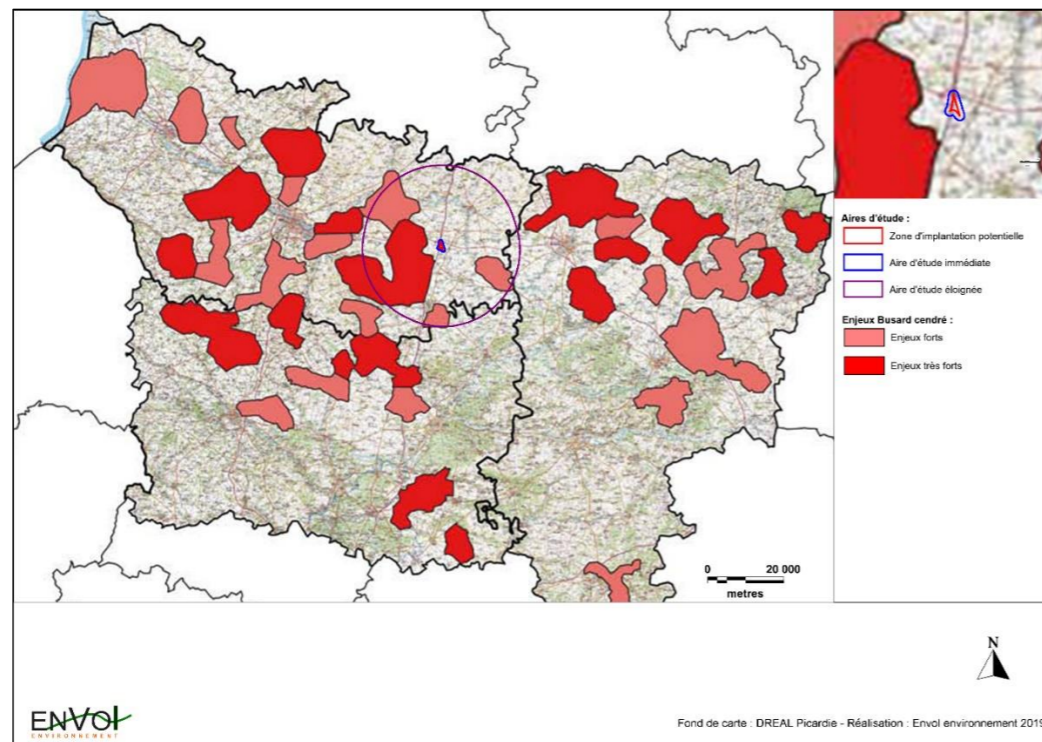 Aires d'étude :
Zone d'implantation potentielle
Aire d'étude immédiate
Aire d'étude éloignée
Enjeux Busard cendré :
Enjeux forts
Enjeux très forts
0 20 000
metres
N
ENVOl
ENVIRONNEMENT
Fond de carte : DREAL Picardie - Réalisation : Envol environnement 2019